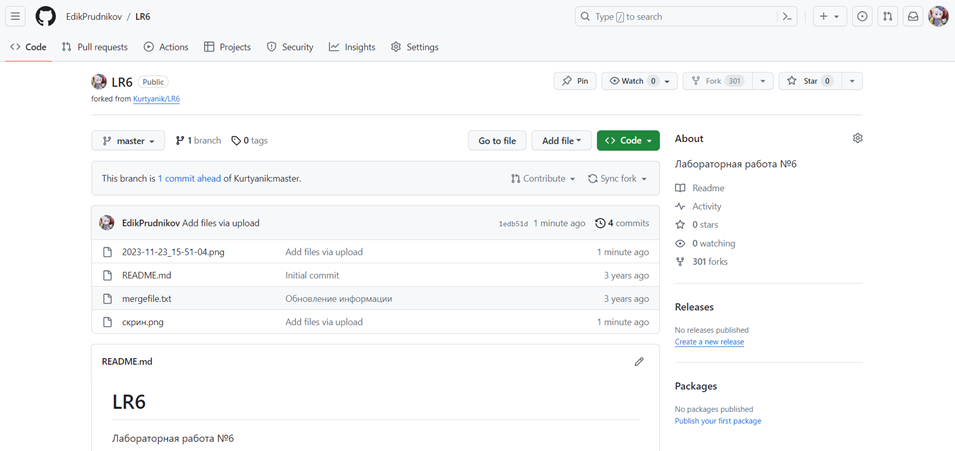 EdikPrudnikov / LR6
Type / to search
Code Pull requests Actions Projects Security Insights Settings
LR6 Public
forked from Kurtyanik/LR6
Pin Watch 0 Fork 301 Star 0
master 1 branch 0 tags Go to file Add file Code
This branch is 1 commit ahead of Kurtyanik:master. Contribute Sync fork
EdikPrudnikov Add files via upload 1edb51d 1 minute ago 4 commits
2023-11-23_15-51-04.png Add files via upload 1 minute ago
README.md Initial commit 3 years ago
mergefile.txt Обновление информации 3 years ago
скрин.png Add files via upload 1 minute ago
README.md
LR6
Лабораторная работа №6
About
Лабораторная работа №6
Readme
Activity
0 stars
0 watching
301 forks
Releases
No releases published
Create a new release
Packages
No packages published
Publish your first package